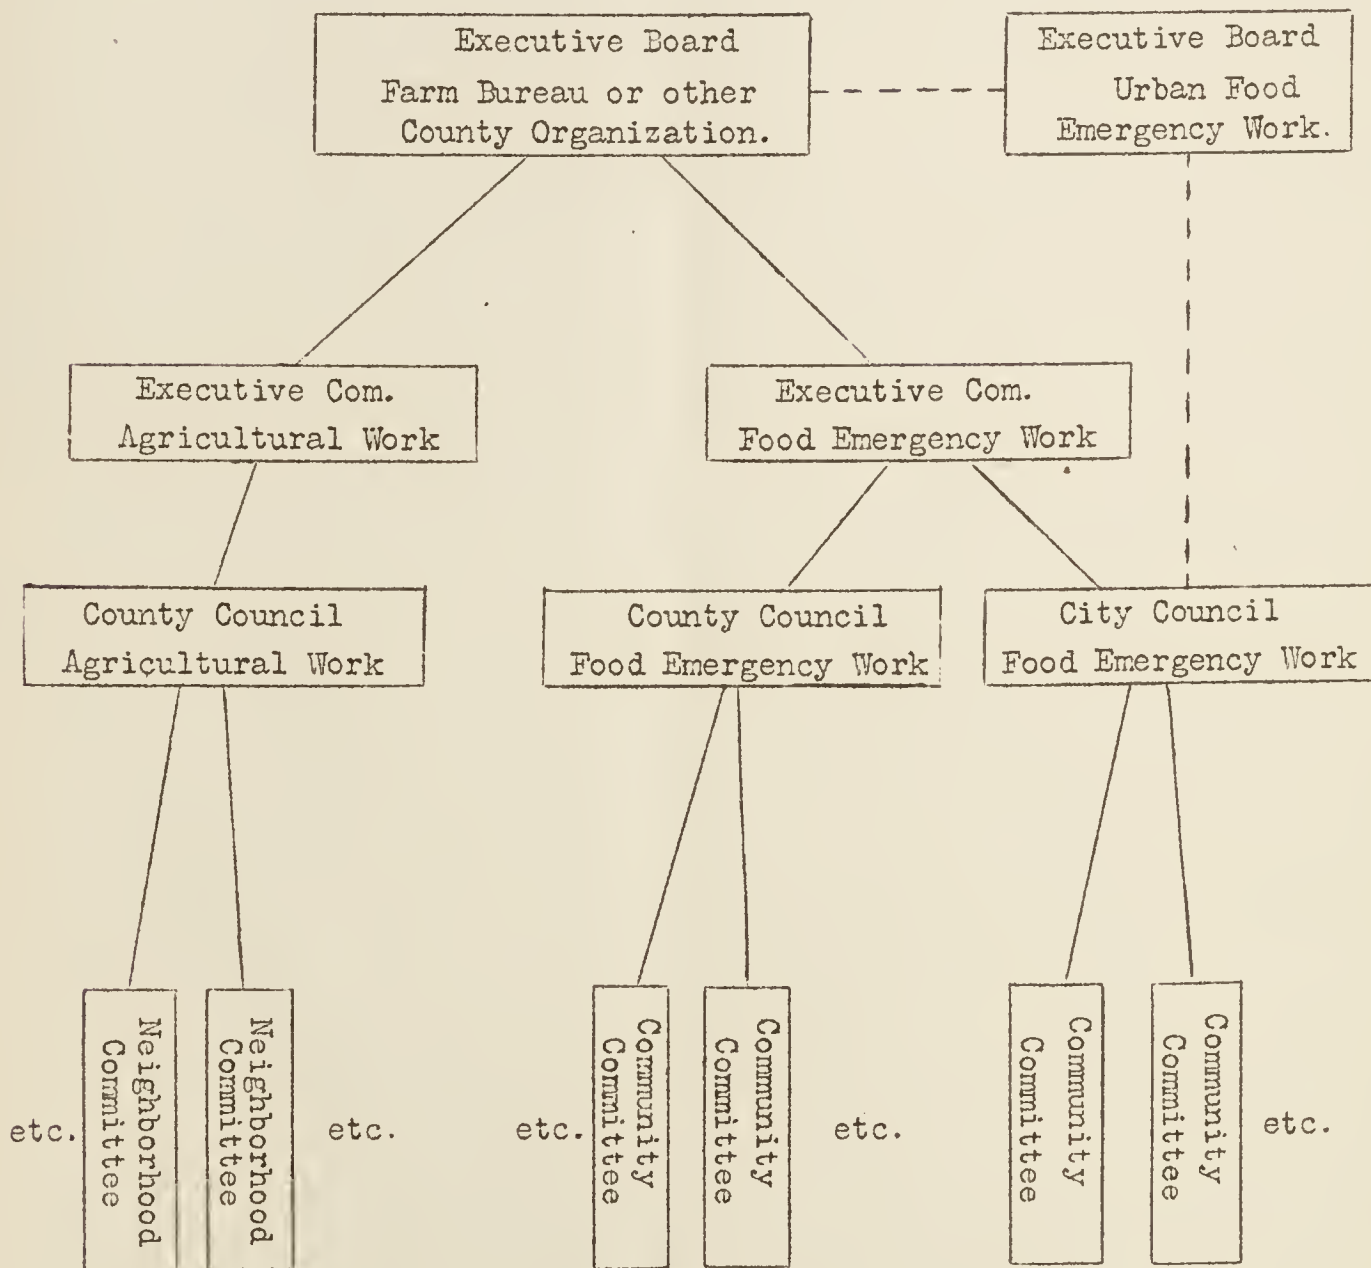 Executive Board
Farm Bureau or other
County Organization.
Executive Board
Urban Food
Emergency Work.
Executive Com.
Agricultural Work
Executive Com.
Food Emergency Work
County Council
Agricultural Work
County Council
Food Emergency Work
City Council
Food Emergency Work
etc.
Neighborhood
Committee
Neighborhood
Committee
etc.
etc.
Community
Committee
Community
Committee
etc.
Community
Committee
Community
Committee
etc.